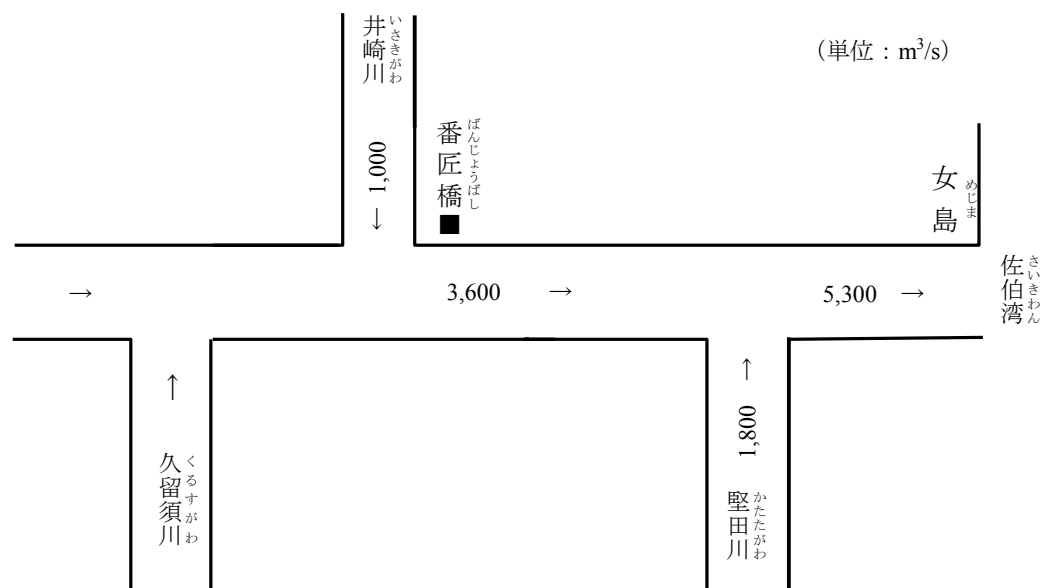 井崎川
いさきがわ
(単位：m³/s)
1,000
↓
番匠橋
ばんじょうばし
■
女島
めじま
→
3,600 →
5,300 →
佐伯湾
さいきわん
↑
久留須川
くるすがわ
↑
1,800
堅田川
かたたがわ